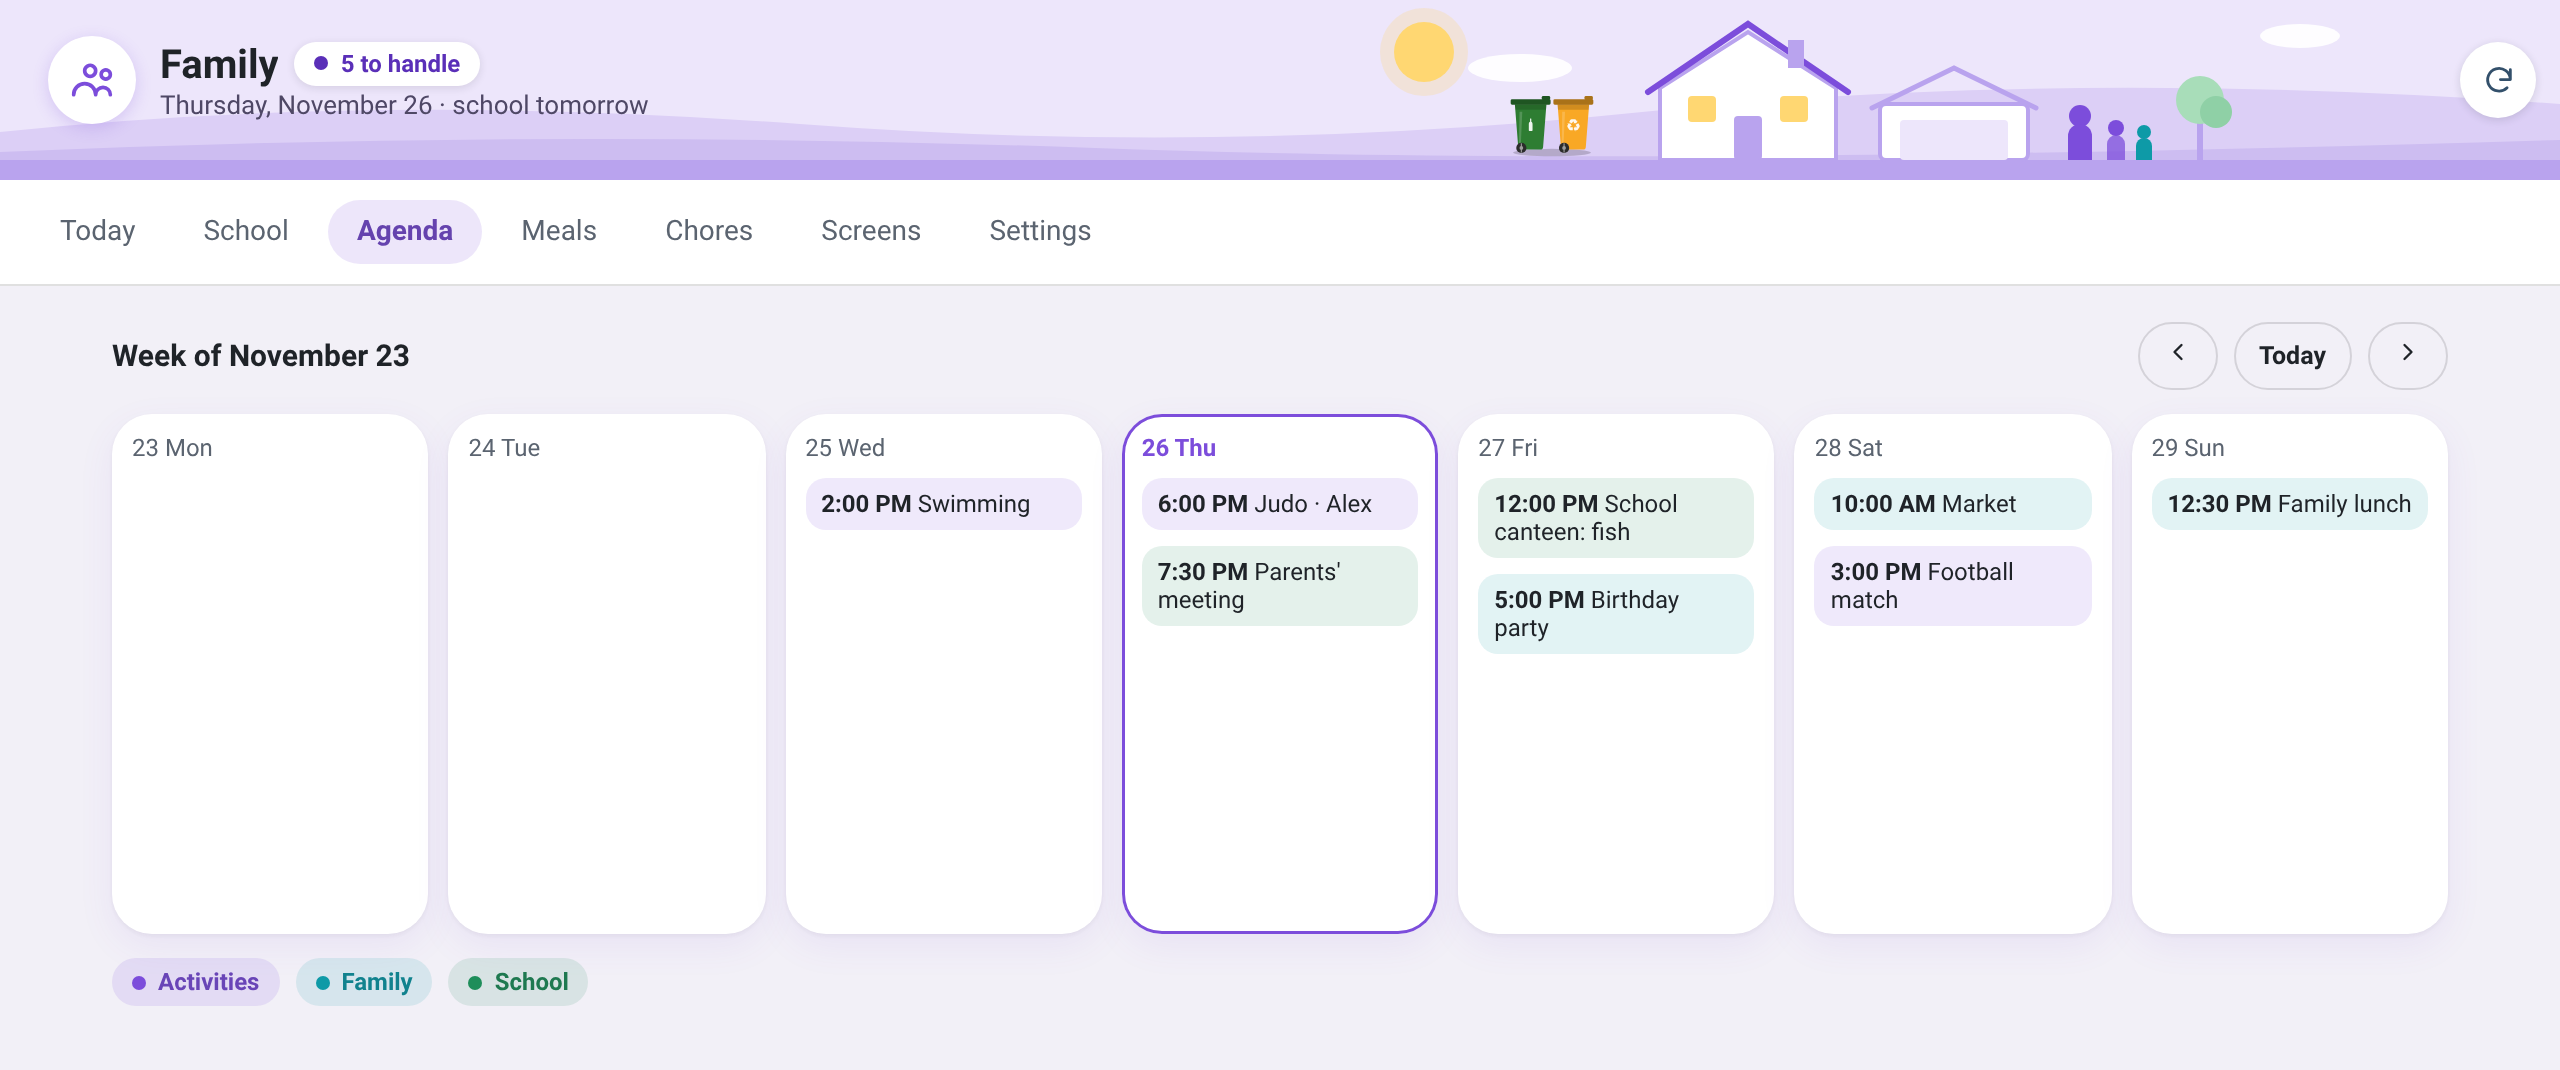 Family
5 to handle
Thursday, November 26 · school tomorrow
Today
School
Agenda
Meals
Chores
Screens
Settings
Week of November 23
Today
23 Mon
24 Tue
25 Wed
2:00 PM Swimming
26 Thu
6:00 PM Judo · Alex
7:30 PM Parents'
meeting
27 Fri
12:00 PM School
canteen: fish
5:00 PM Birthday
party
28 Sat
10:00 AM Market
3:00 PM Football
match
29 Sun
12:30 PM Family lunch
Activities
Family
School